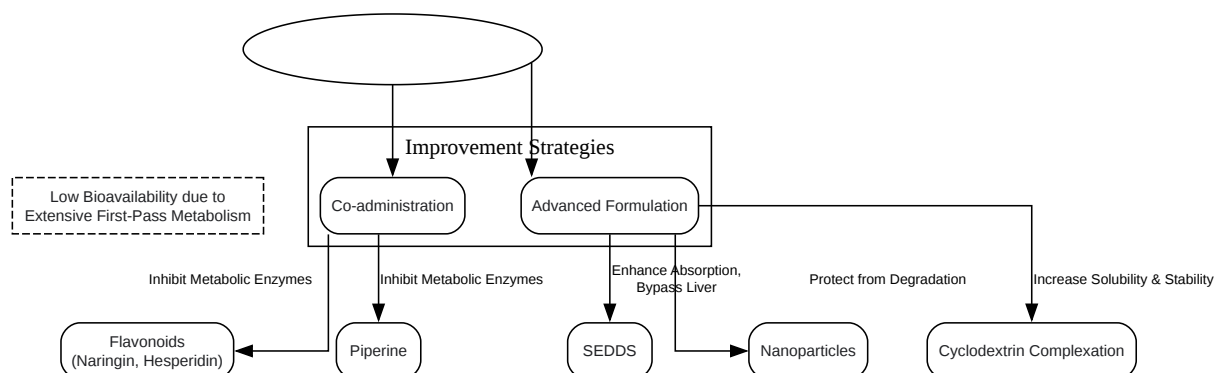 Improvement Strategies
Low Bioavailability due to
Extensive First-Pass Metabolism
Co-administration
Advanced Formulation
Inhibit Metabolic Enzymes
Inhibit Metabolic Enzymes
Enhance Absorption,
Bypass Liver
Protect from Degradation
Increase Solubility & Stability
Flavonoids
(Naringin, Hesperidin)
Piperine
SEDDS
Nanoparticles
Cyclodextrin Complexation